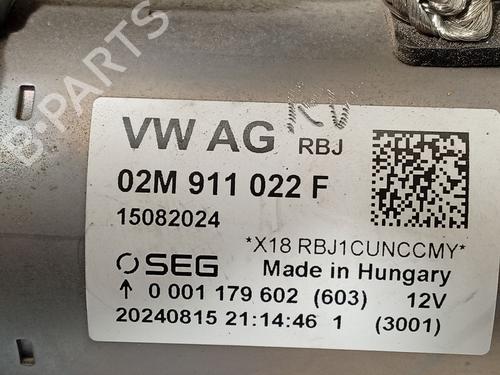 B-PARTS
VW AG RBJ
02M 911 022 F
15082024
*X18 RBJ1CUNCCMY*
SEG Made in Hungary
↑ 0 001 179 602 (603) 12V
20240815 21:14:46 1 (3001)